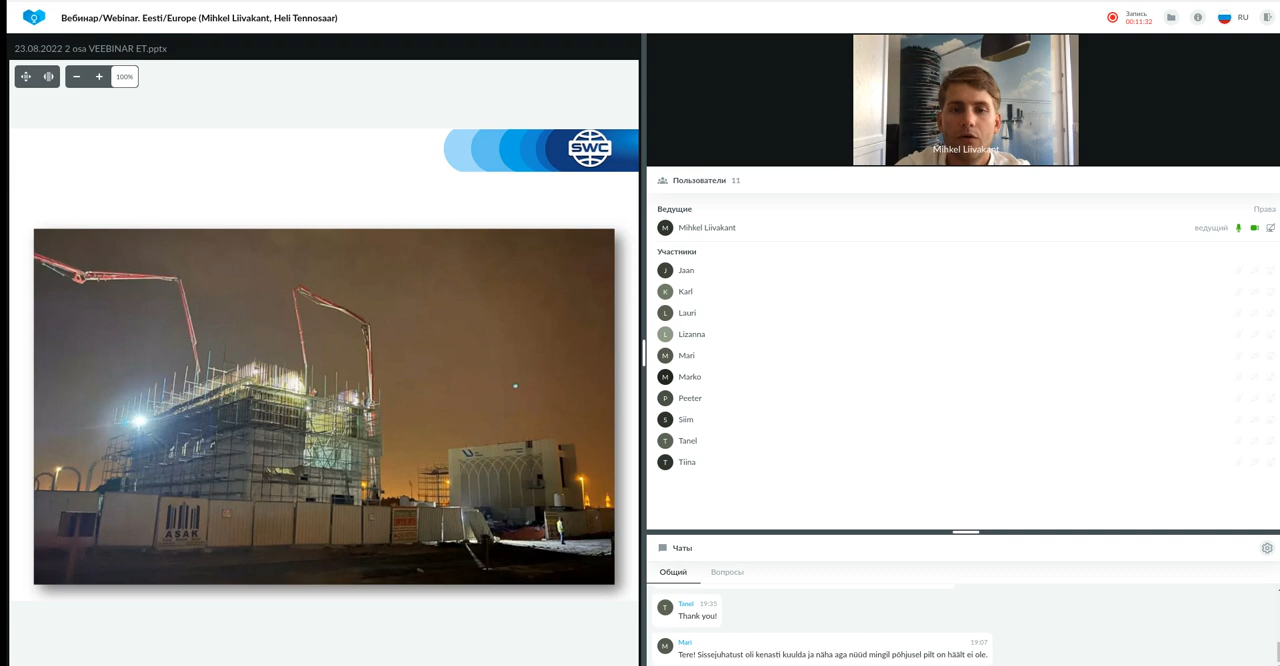 Вебинар/Webinar. Eesti/Europe (Mihkel Liivakant, Heli Tennosaar)
Запись
00:11:32
RU
23.08.2022 2 osa VEEBINAR ET.pptx
100%
SWC
ASAK
Mihkel Liivakant
Пользователи 11
Ведущие Права
M Mihkel Liivakant ведущий
Участники
J Jaan
K Karl
L Lauri
L Lizanna
M Mari
M Marko
P Peeter
S Siim
T Tanel
T Tiina
Чаты
Общий Вопросы
T Tanel 19:35
Thank you!
M Mari 19:07
Tere! Sissejuhatust oli kenasti kuulda ja näha aga nüüd mingil põhjusel pilt on häält ei ole.